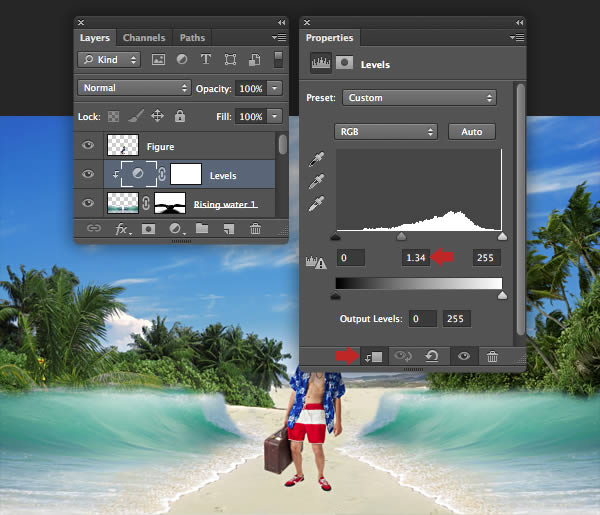 Layers Channels Paths
Kind
Normal Opacity: 100%
Lock: Fill: 100%
Figure
Levels
Rising water 1.
fx.
Properties
Levels
Preset: Custom
RGB Auto
0 1.34 255
Output Levels: 0 255